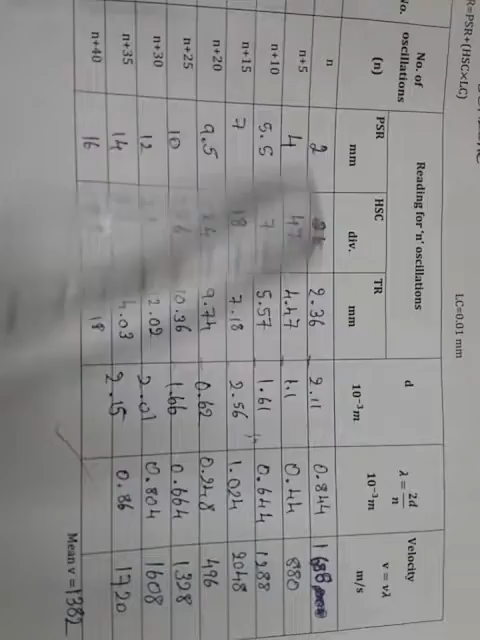 R=PSR+(HSC×LC)
LC=0.01 mm
No. No. of oscillations (n) Reading for 'n' oscillations d 10⁻³m λ = 2d/n 10⁻³m Velocity v = νλ m/s
PSR mm HSC div. TR mm
n 2 2.36 2.11 0.844 1688
n+5 4 47 4.47 1.1 0.44 880
n+10 5.5 7 5.57 1.61 0.644 1288
n+15 7 18 7.18 2.56 1.024 2048
n+20 9.5 24 9.74 0.62 0.248 496
n+25 10 36 10.36 1.66 0.664 1328
n+30 12 2.02 2.01 0.804 1608
n+35 14 4.03 2.15 0.86 1720
n+40 16 18
Mean v = 1382